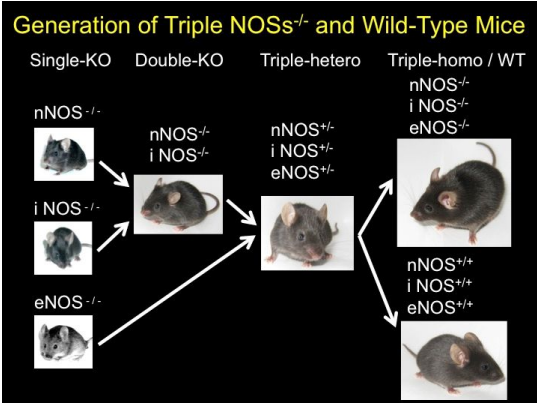 Generation of Triple NOSs-/- and Wild-Type Mice
Single-KO
Double-KO
Triple-hetero
Triple-homo / WT
nNOS -/-
i NOS -/-
eNOS -/-
nNOS-/-
i NOS-/-
nNOS+/-
i NOS+/-
eNOS+/-
nNOS-/-
i NOS-/-
eNOS-/-
nNOS+/+
i NOS+/+
eNOS+/+